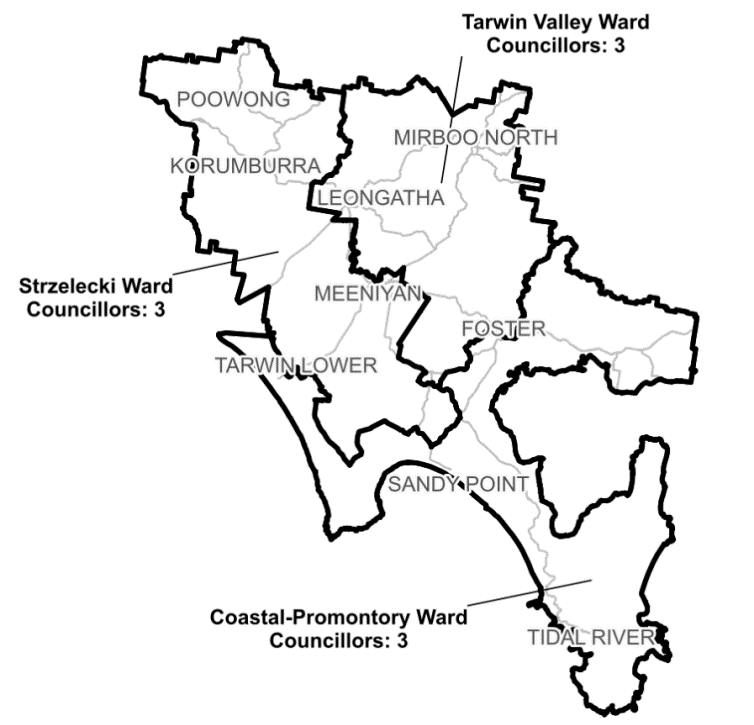 Tarwin Valley Ward
Councillors: 3
POOWONG
MIRBOO NORTH
KORUMBURRA
LEONGATHA
Strzelecki Ward
Councillors: 3
MEENIYAN
FOSTER
TARWIN LOWER
SANDY POINT
Coastal-Promontory Ward
Councillors: 3
TIDAL RIVER